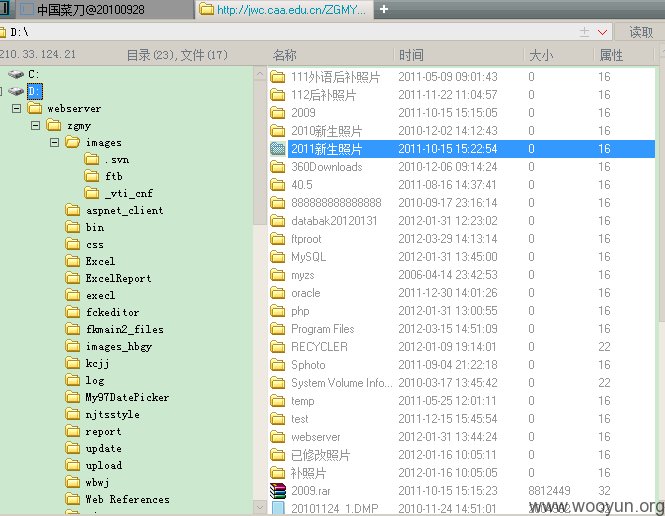 中国菜刀@20100928 http://jwc.caa.edu.cn/ZGMY...
D:\ 读取
210.33.124.21 目录(23),文件(17) 名称 时间 大小 属性
C:
D:
webserver
zgmy
images
.svn
ftb
_vti_cnf
aspnet_client
bin
css
Excel
ExcelReport
execl
fckeditor
fkmain2_files
images_hbgy
kcjj
log
My97DatePicker
njtsstyle
report
update
upload
wbwj
Web References
111外语后补照片 2011-05-09 09:01:43 0 16
112后补照片 2011-11-22 11:04:57 0 16
2009 2011-10-15 15:15:05 0 16
2010新生照片 2010-12-02 14:12:43 0 16
2011新生照片 2011-10-15 15:22:54 0 16
360Downloads 2010-12-06 09:14:24 0 16
40.5 2011-08-16 14:37:41 0 16
888888888888888 2010-09-17 23:16:14 0 16
databak20120131 2012-01-31 12:23:02 0 16
ftproot 2012-03-29 14:13:14 0 16
MySQL 2012-01-31 13:45:00 0 16
myzs 2006-04-14 23:42:53 0 16
oracle 2011-12-30 14:01:26 0 16
php 2012-01-31 13:00:55 0 16
Program Files 2012-03-15 14:51:09 0 16
RECYCLER 2012-01-09 19:14:01 0 22
Sphoto 2011-09-04 21:22:18 0 16
System Volume Info... 2010-03-17 13:45:42 0 22
temp 2011-05-25 12:01:11 0 16
test 2011-12-15 15:45:54 0 16
webserver 2012-01-31 13:44:24 0 16
已修改照片 2012-01-16 10:05:11 0 16
补照片 2012-01-16 10:05:05 0 16
2009.rar 2011-10-15 15:15:23 8812449 32
20101124_1.DMP 2010-11-24 14:51:01
www.wooyun.org